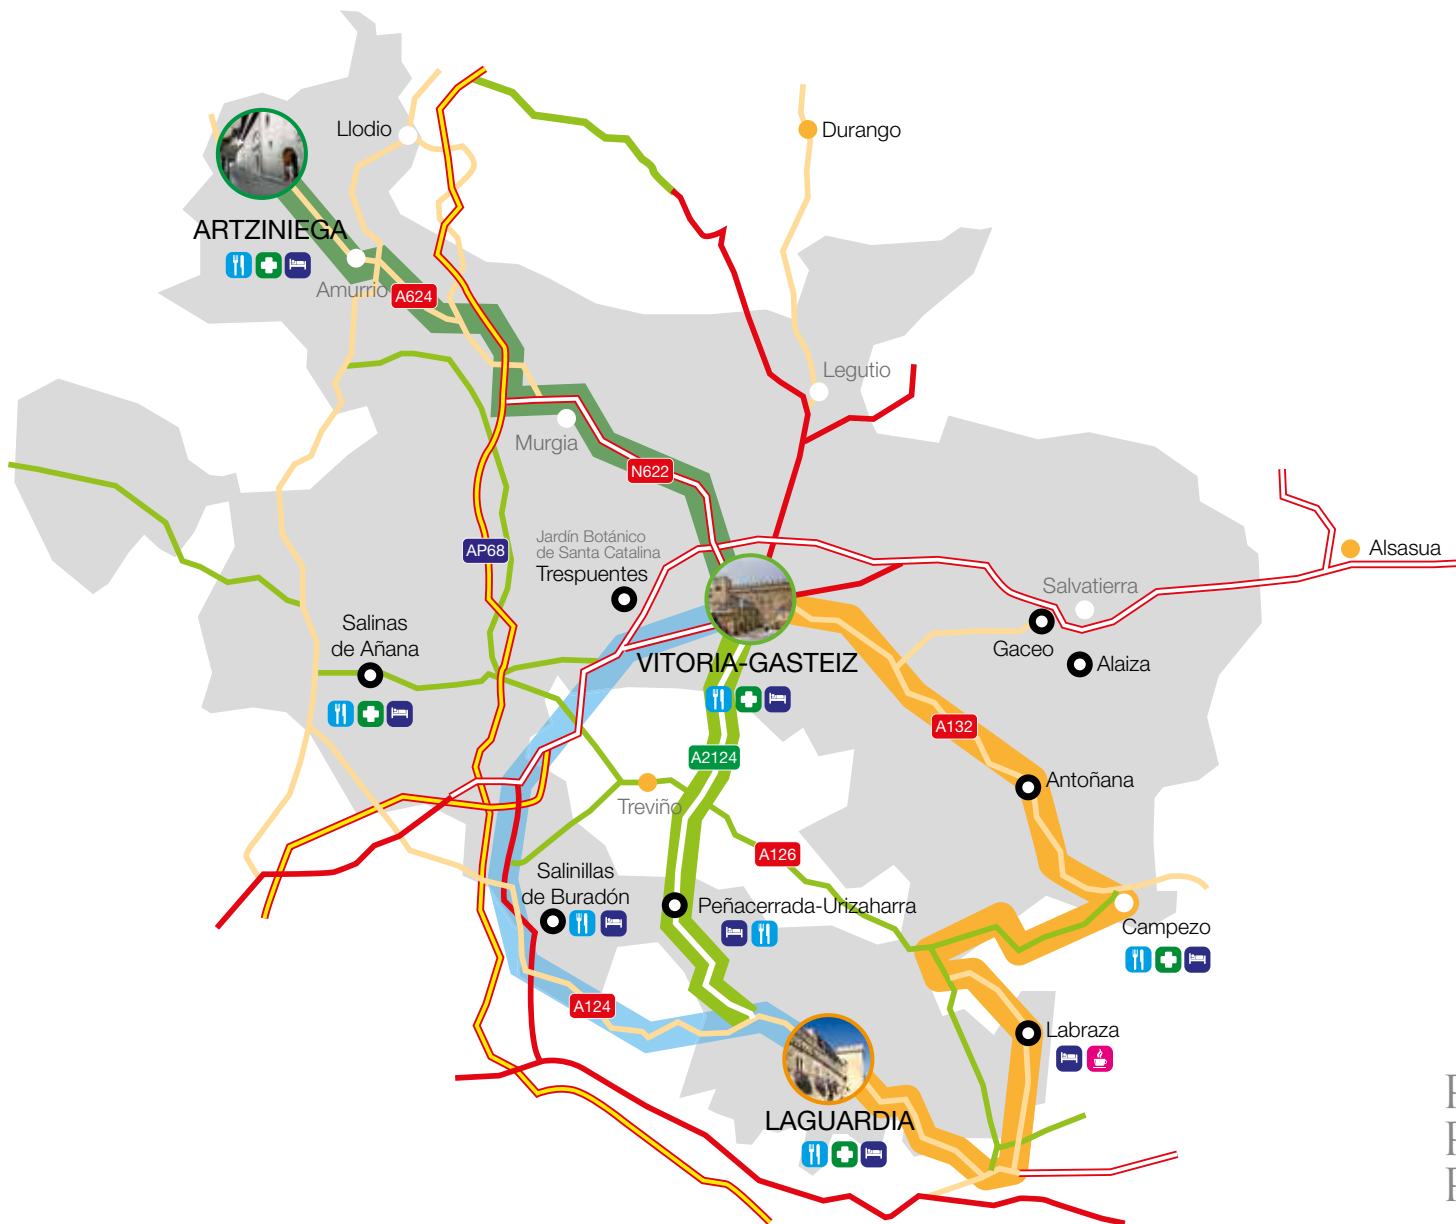 Llodio
Durango
ARTZINIEGA
Amurrio
A624
Legutio
Murgia
N622
Jardín Botánico
de Santa Catalina
Trespuentes
AP68
Alsasua
Salvatierra
Gaceo
Alaiza
Salinas
de Añana
VITORIA-GASTEIZ
A132
A2124
Antoñana
Treviño
A126
Salinillas
de Buradón
Peñacerrada-Urizaharra
Campezo
A124
Labraza
LAGUARDIA